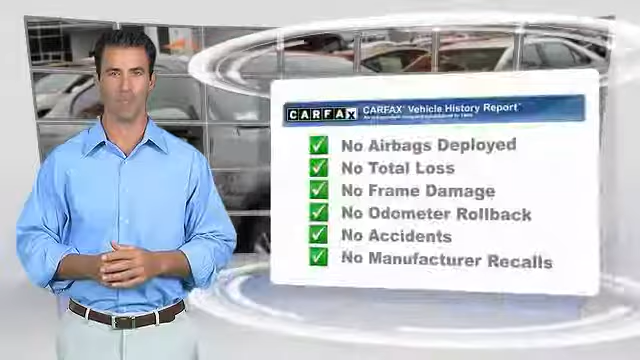 CARFAX CARFAX Vehicle History Report™
No Airbags Deployed
No Total Loss
No Frame Damage
No Odometer Rollback
No Accidents
No Manufacturer Recalls